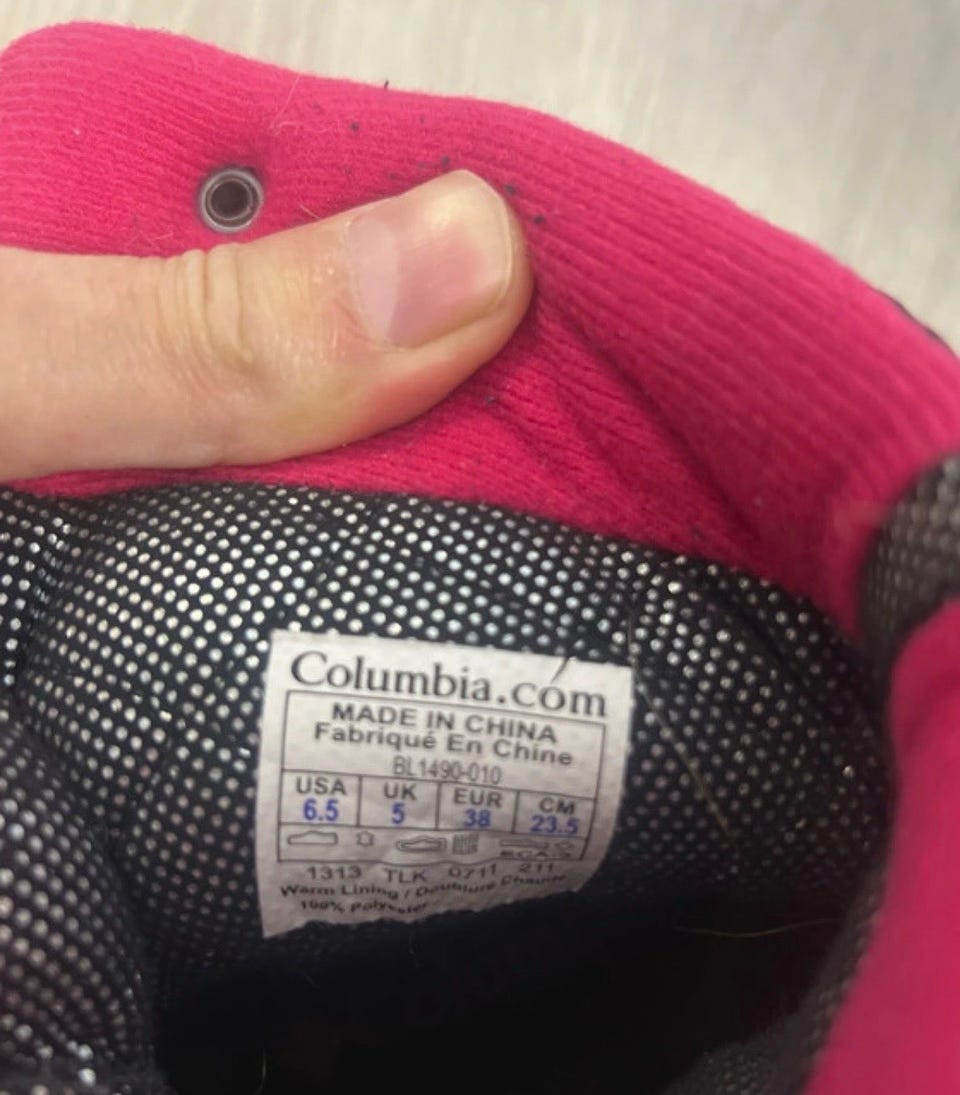 Columbia.com
MADE IN CHINA
Fabriqué En Chine
BL1490-010
USA UK EUR CM
6.5 5 38 23.5
1313 TLK 0711 211
Warm Lining / Doublure Chaude
100% Polyester